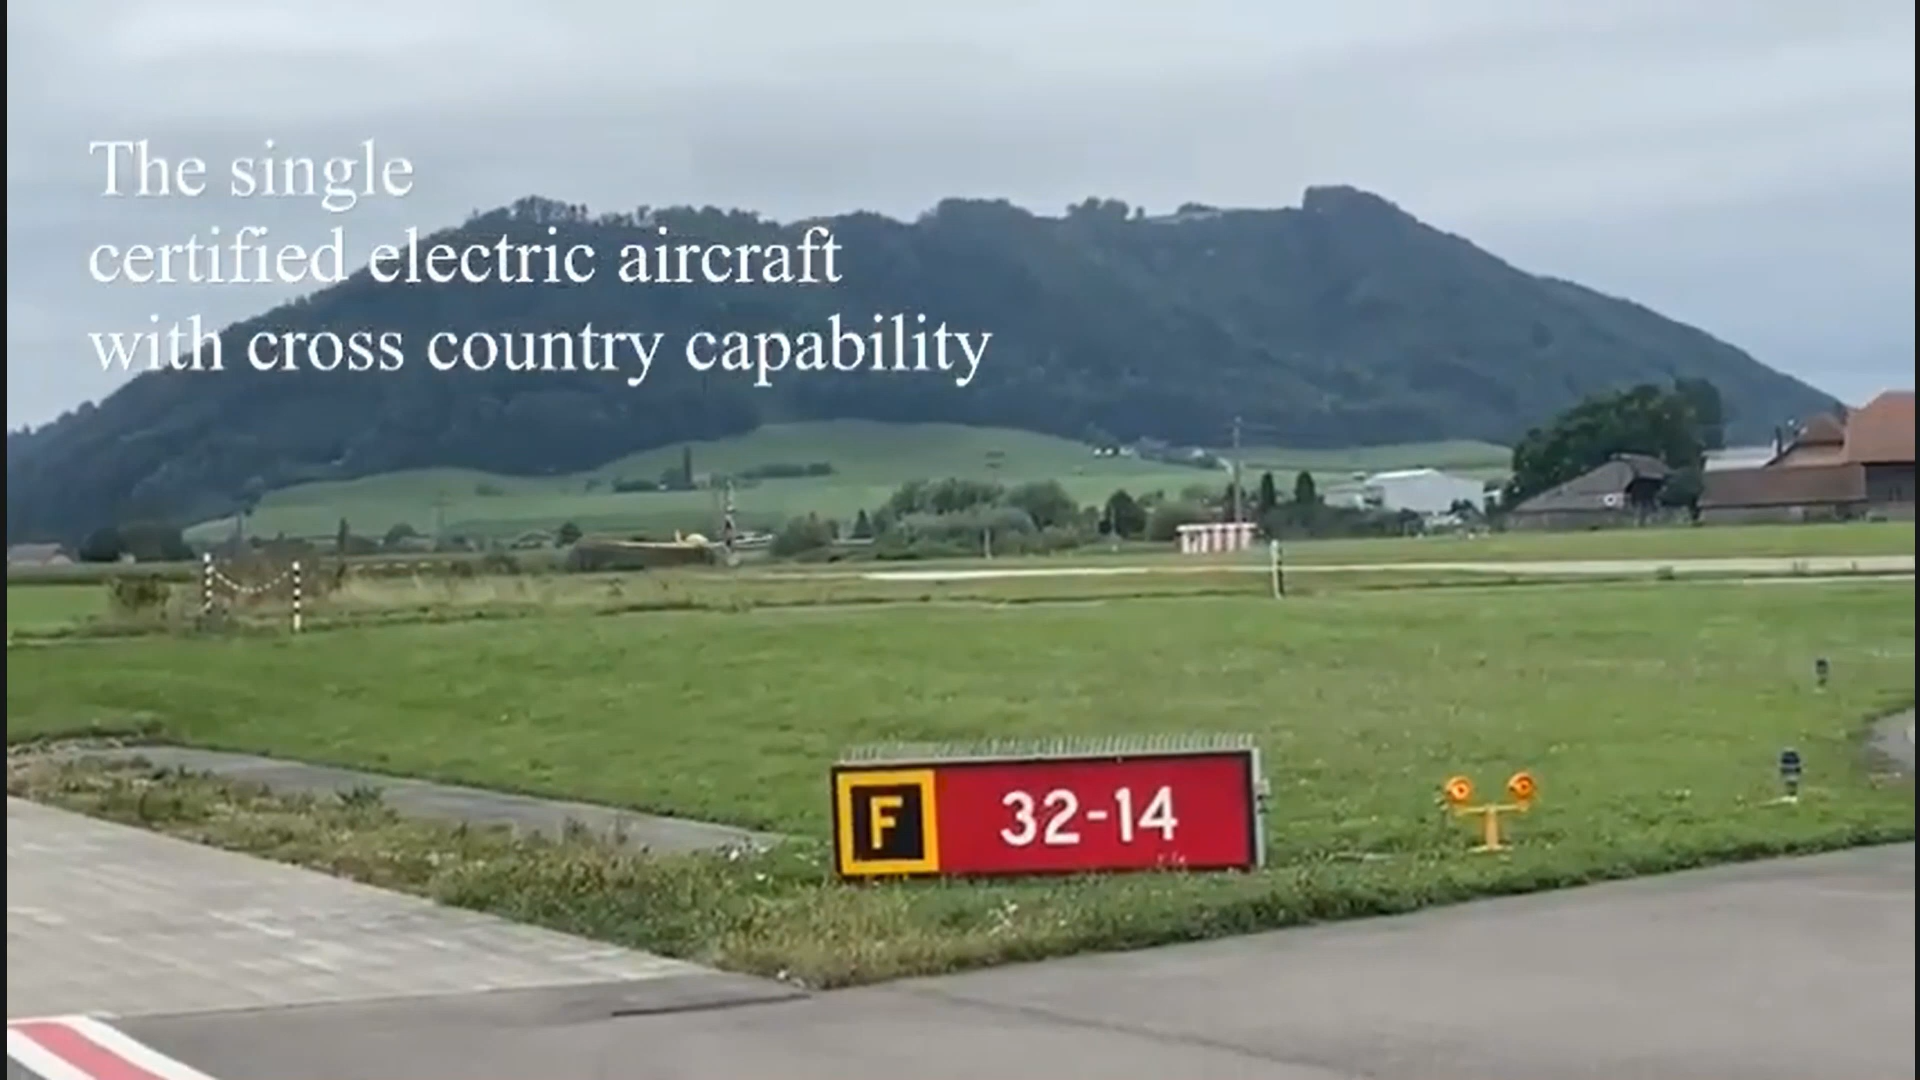 The single
certified electric aircraft
with cross country capability
F 32-14